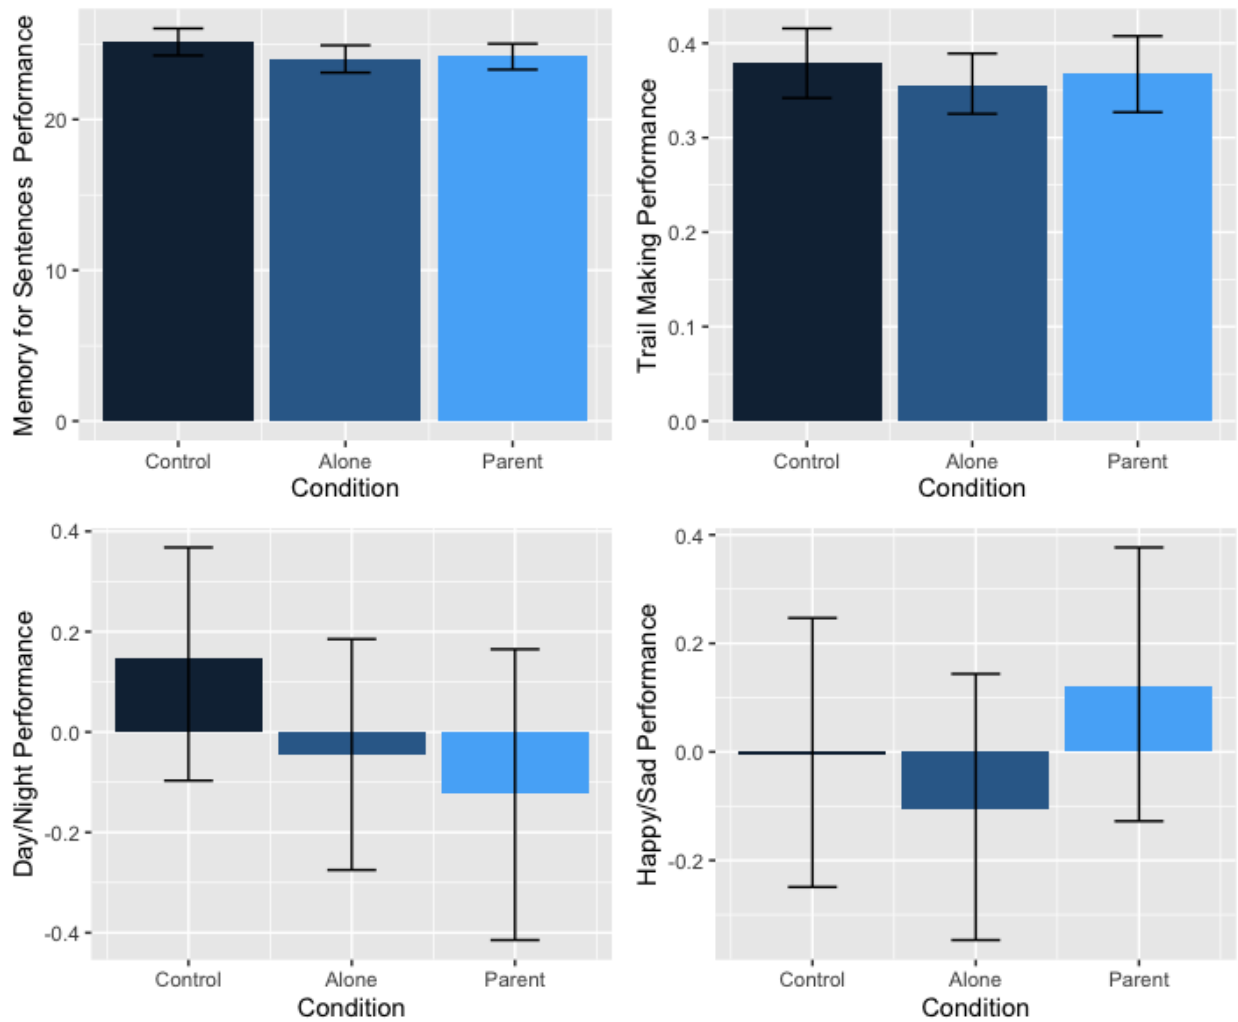 Memory for Sentences  Performance
20
10
0
Control Alone Parent
Condition
Trail Making Performance
0.4
0.3
0.2
0.1
0.0
Control Alone Parent
Condition
Day/Night Performance
0.4
0.2
0.0
-0.2
-0.4
Control Alone Parent
Condition
Happy/Sad Performance
0.4
0.2
0.0
-0.2
Control Alone Parent
Condition